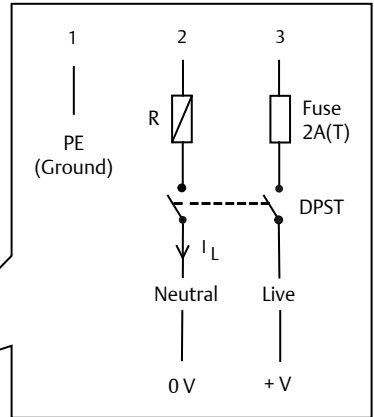 1 2 3
R
Fuse
2A(T)
PE
(Ground)
DPST
I L
Neutral Live
0 V + V